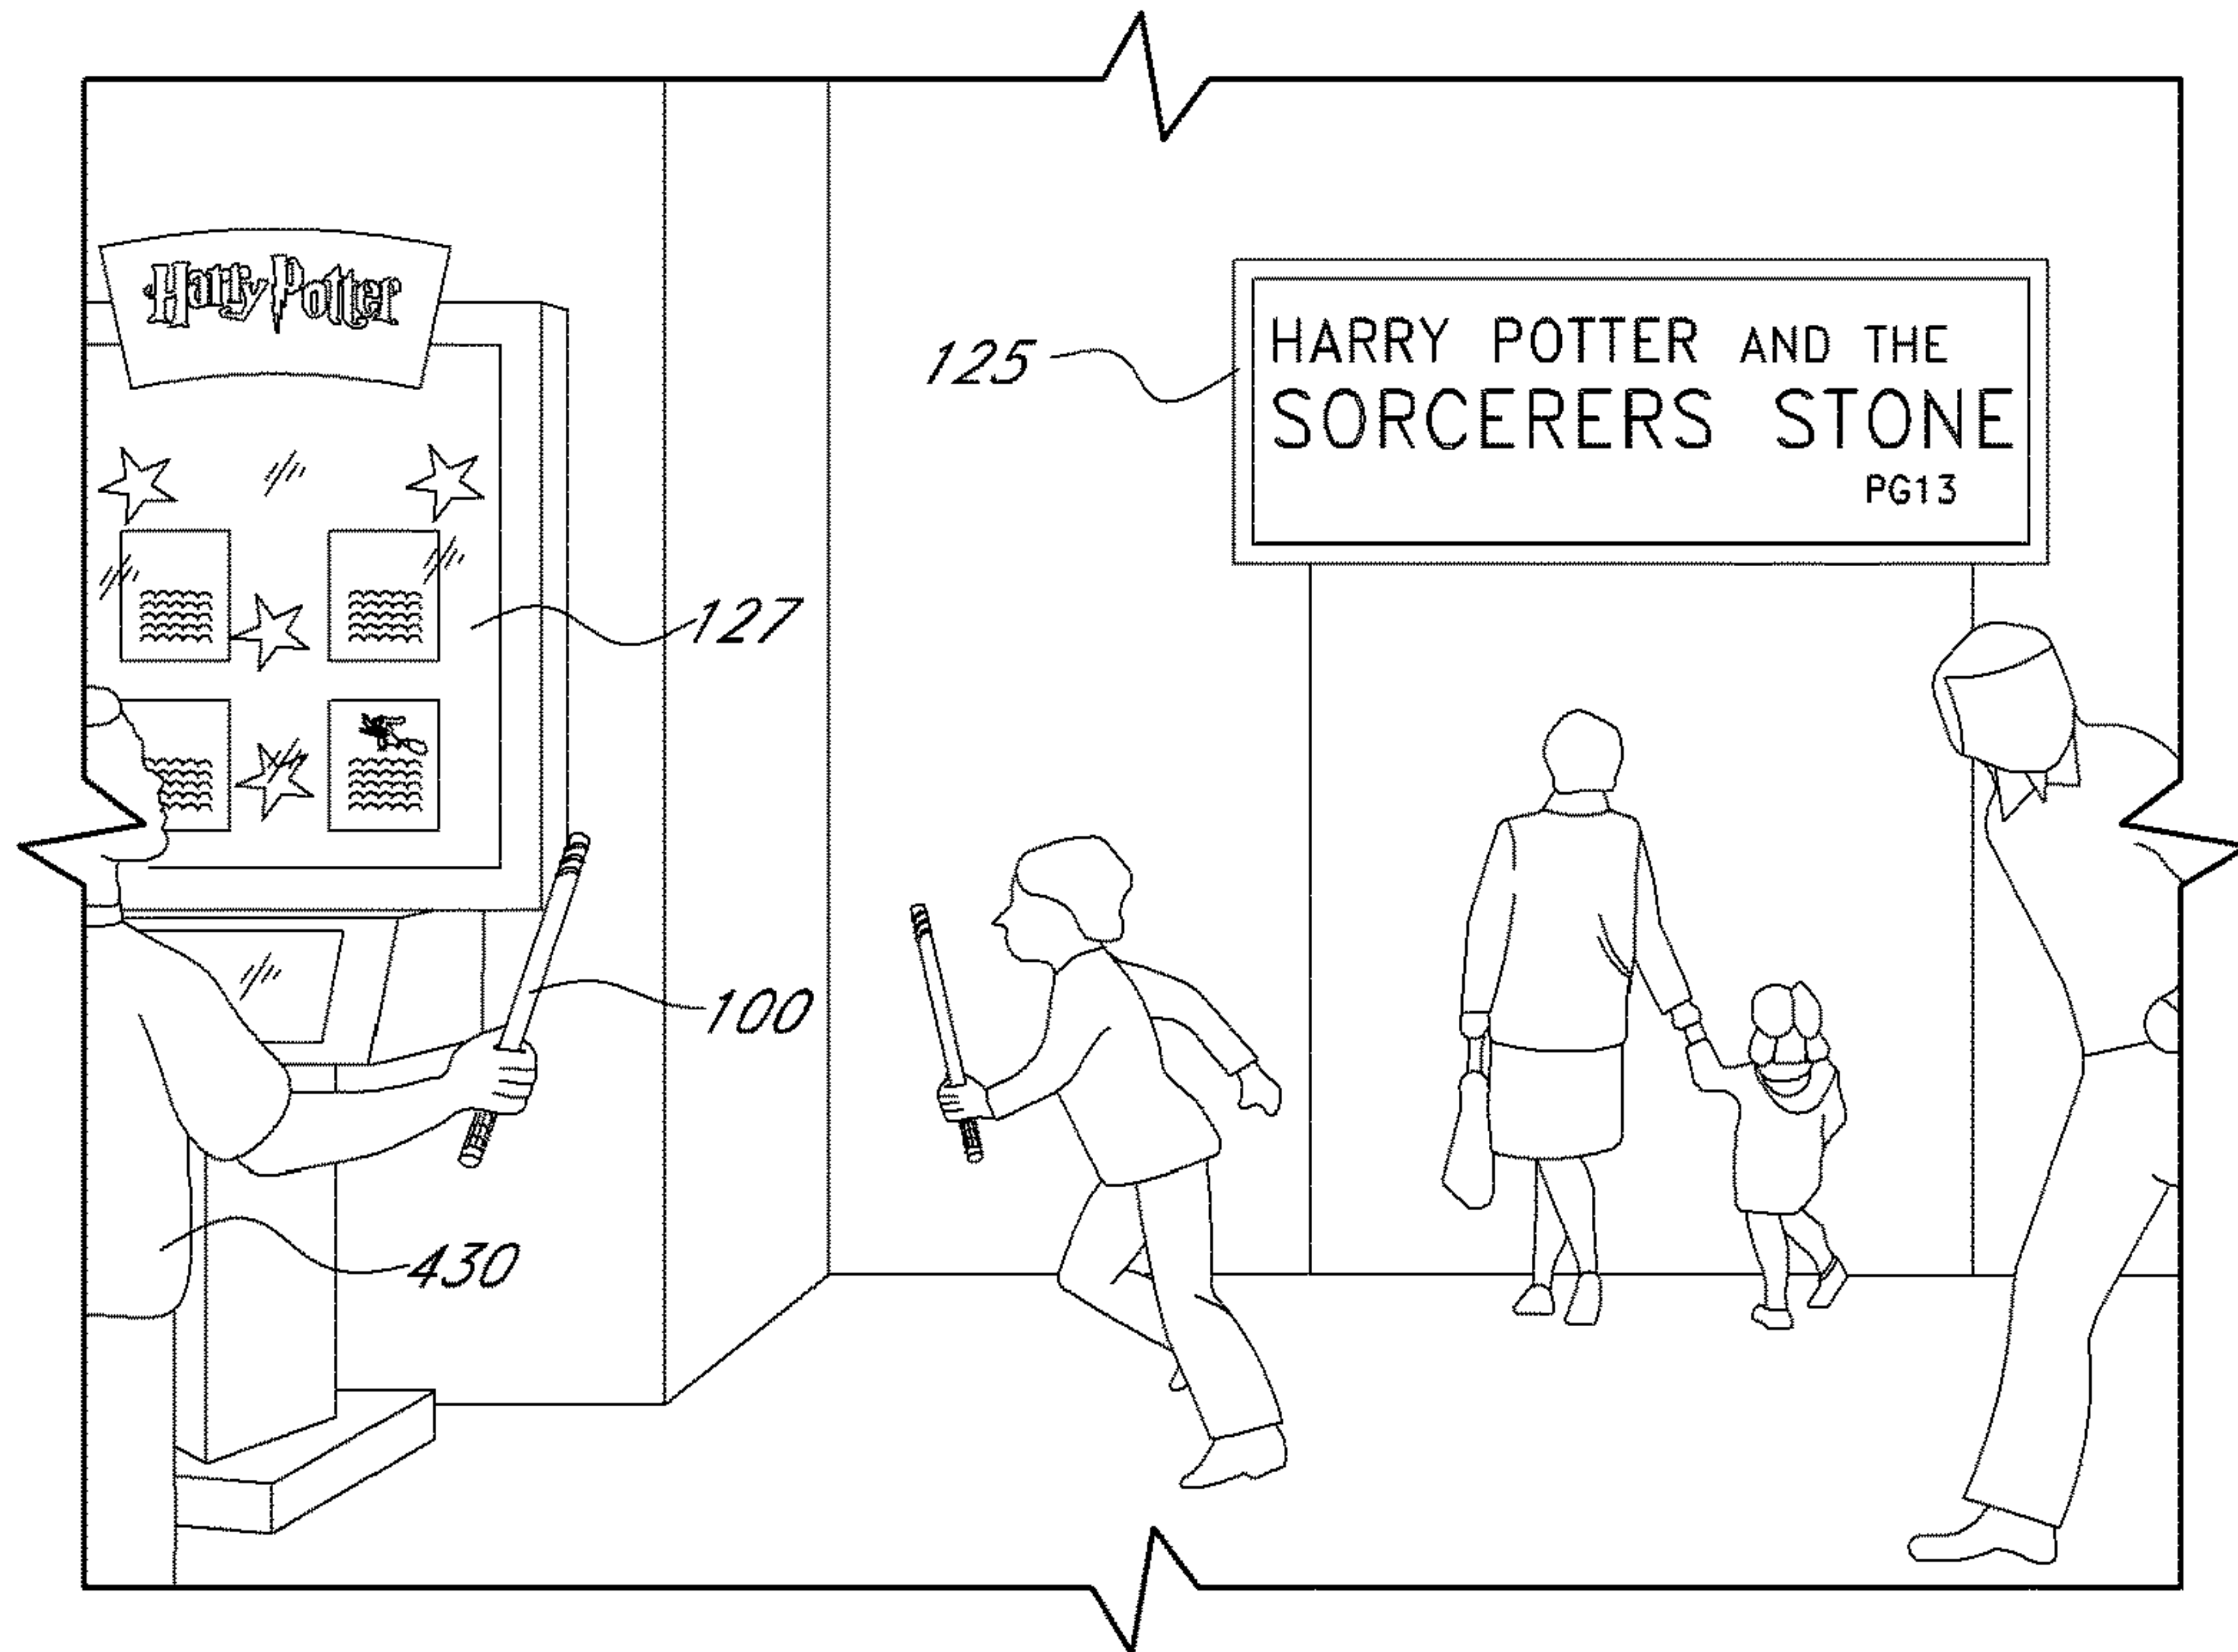 Harry Potter
125
HARRY POTTER AND THE
SORCERERS STONE
PG13
127
100
430